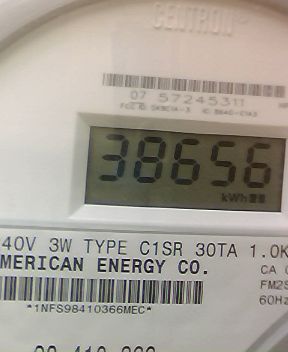 CENTRON
07 57245311
38656
kWh
40V 3W TYPE C1SR 30TA 1.0K
MERICAN ENERGY CO.
CA
FM2S
60Hz
*1NFS98410366MEC*